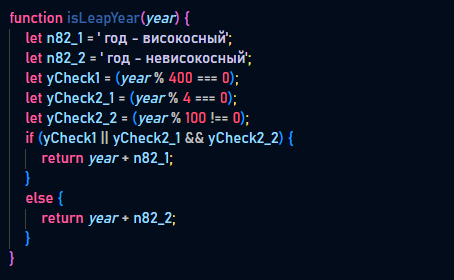 function isLeapYear(year) {
let n82_1 = ' год - високосный';
let n82_2 = ' год - невисокосный';
let yCheck1 = (year % 400 === 0);
let yCheck2_1 = (year % 4 === 0);
let yCheck2_2 = (year % 100 !== 0);
if (yCheck1 || yCheck2_1 && yCheck2_2) {
return year + n82_1;
}
else {
return year + n82_2;
}
}